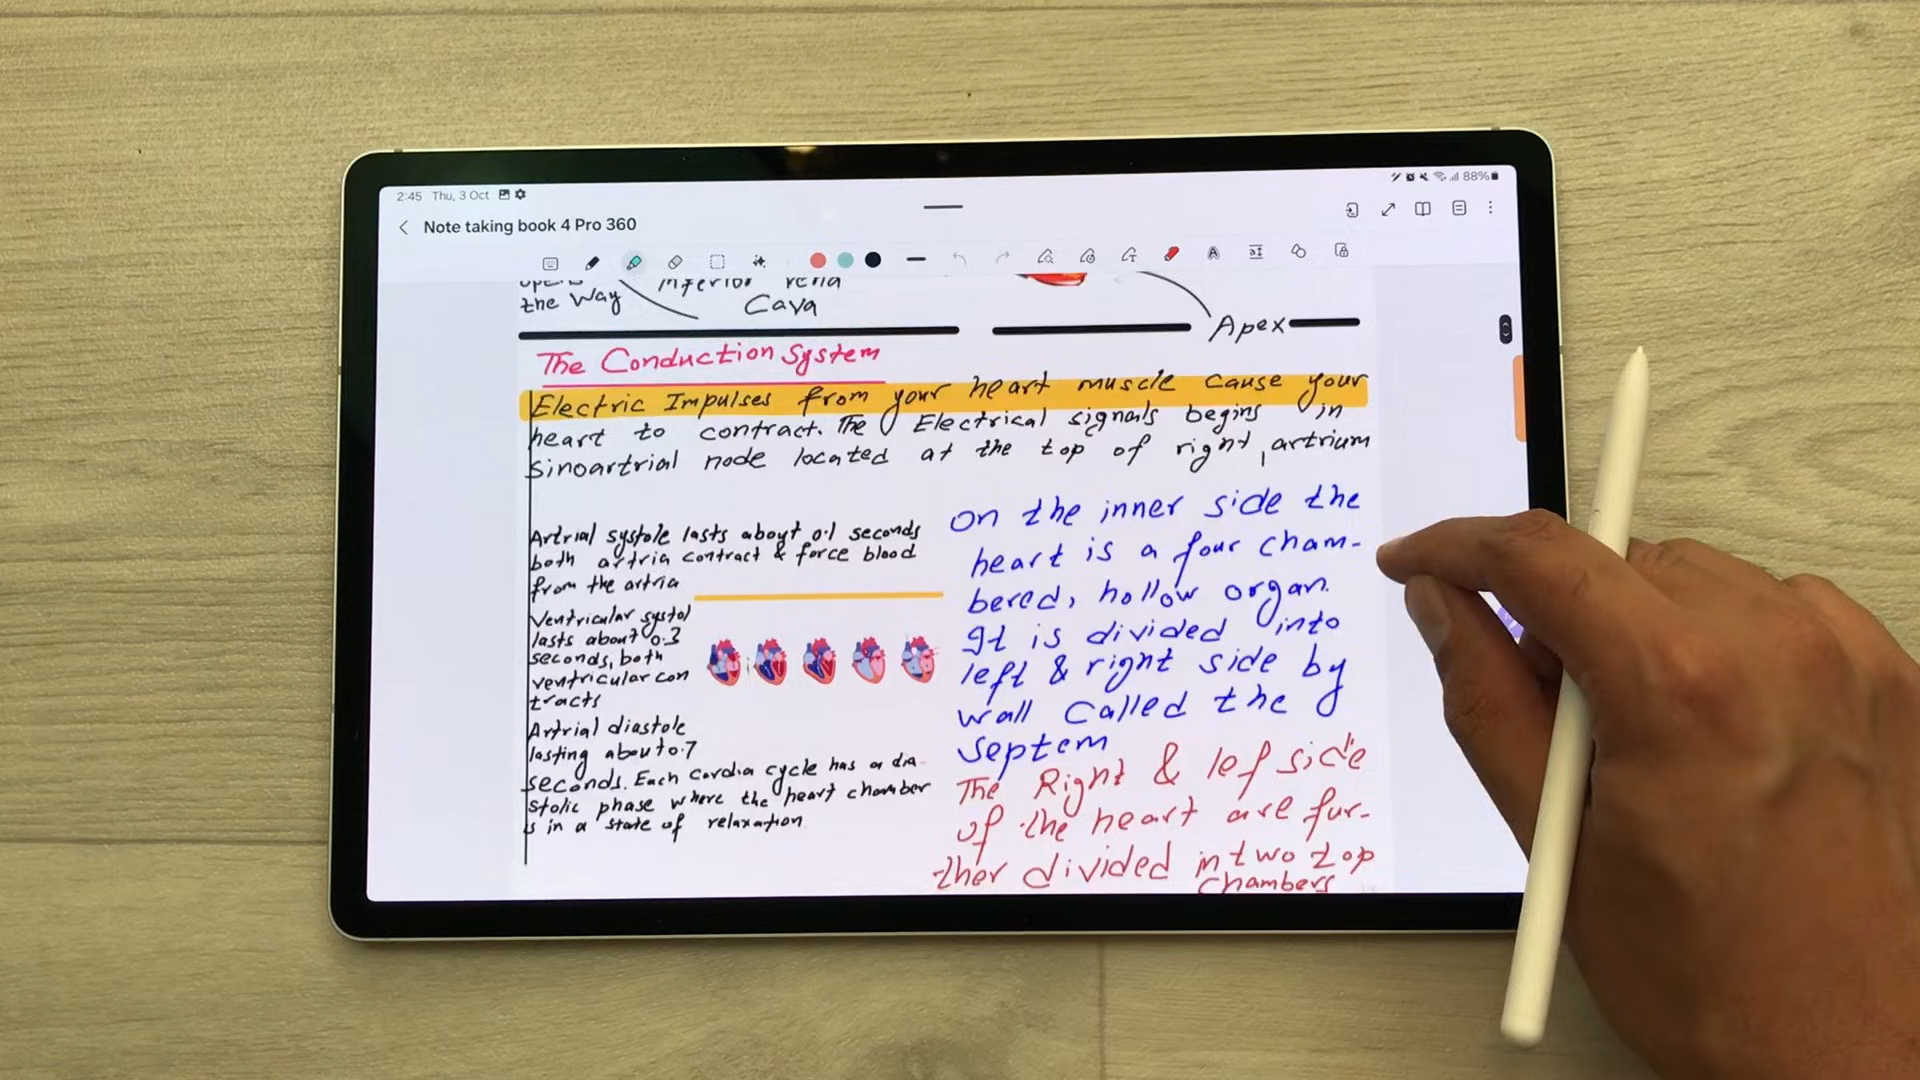 2:45 Thu, 3 Oct
88%
Note taking book 4 Pro 360
the Way
Inferior Vena
Cava
Apex
The Conduction System
Electric Impulses from your heart muscle cause your
heart to contract. The Electrical signals begins in
Sinoartrial node located at the top of right artrium
Artrial systole lasts about 0.1 seconds
both artria contract & force blood
from the artria
Ventricular systol
lasts about 0.3
seconds, both
ventricular con
tracts
Artrial diastole
lasting about 0.7
seconds. Each cardia cycle has a dia-
stolic phase where the heart chamber
is in a state of relaxation
On the inner side the
heart is a four cham-
bered, hollow organ.
It is divided into
left & right side by
wall Called the
septem
The Right & lef side
of the heart are fur-
ther divided in two top
chambers